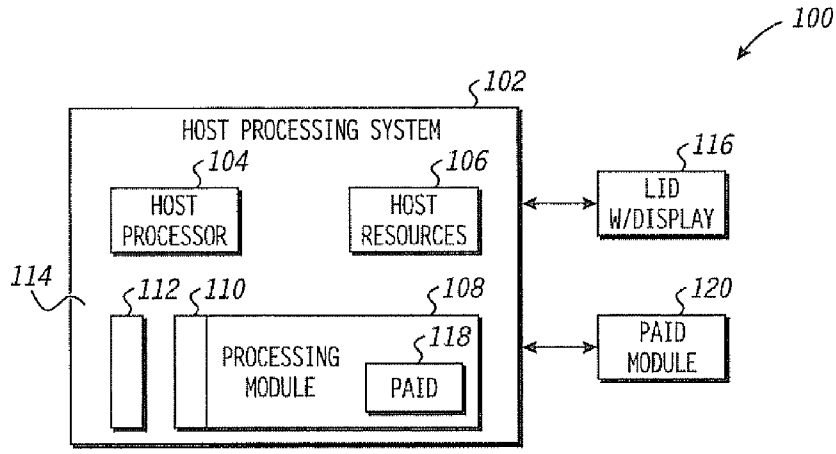 100
102
HOST PROCESSING SYSTEM
104
106
116
HOST
PROCESSOR
HOST
RESOURCES
LID
W/DISPLAY
114
112
110
108
120
118
PROCESSING
MODULE
PAID
PAID
MODULE